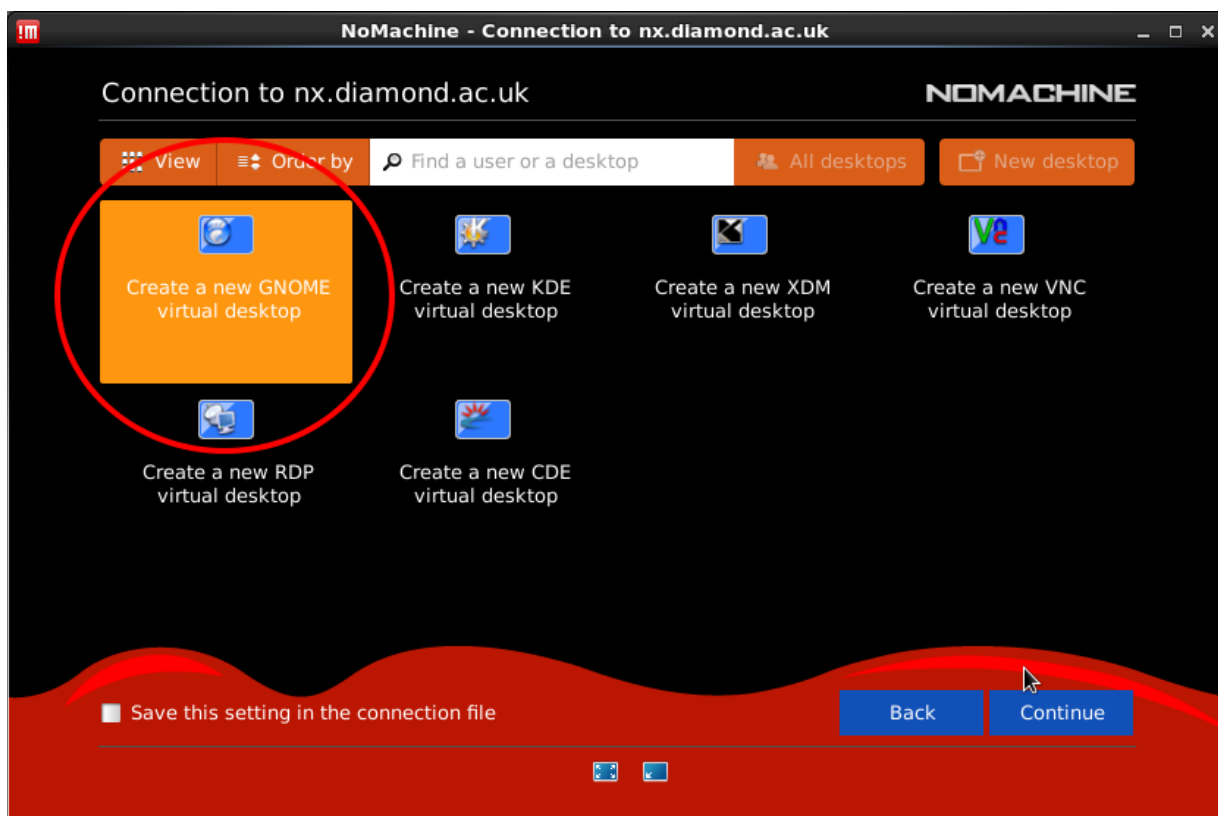 !m
NoMachine - Connection to nx.diamond.ac.uk
Connection to nx.diamond.ac.uk
NOMACHINE
View
Order by
Find a user or a desktop
All desktops
New desktop
Create a new GNOME
virtual desktop
Create a new KDE
virtual desktop
Create a new XDM
virtual desktop
Create a new VNC
virtual desktop
Create a new RDP
virtual desktop
Create a new CDE
virtual desktop
Save this setting in the connection file
Back
Continue